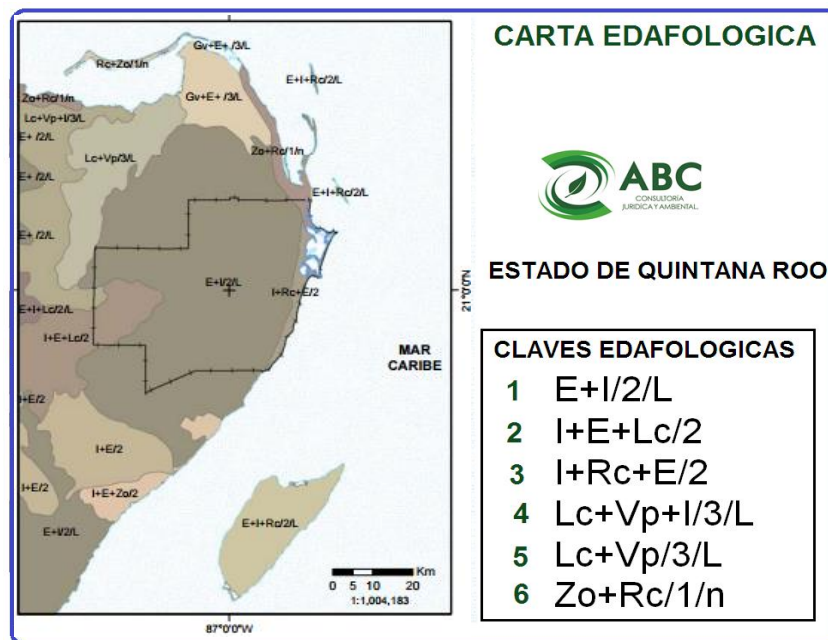 CARTA EDAFOLOGICA
ABC
CONSULTORÍA
JURIDICA Y AMBIENTAL
ESTADO DE QUINTANA ROO
CLAVES EDAFOLOGICAS
1 E+I/2/L
2 I+E+Lc/2
3 I+Rc+E/2
4 Lc+Vp+I/3/L
5 Lc+Vp/3/L
6 Zo+Rc/1/n
Gv+E+ /3/L
Rc+Zo/1/n
E+I+Rc/2/L
Zo+Rc/1/n
Gv+E+ /3/L
Lc+Vp+I/3/L
E+ /2/L
Zo+Rc/1/n
Lc+Vp/3/L
E+ /2/L
E+I+Rc/2/L
E+ /2/L
E+I/2/L
I+Rc+E/2
21°0'0"N
E+I+Lc/2/L
I+E+Lc/2
MAR
CARIBE
I+E/2
I+E/2
I+E/2
I+E+Zo/2
E+I+Rc/2/L
E+I/2/L
Km
0 5 10 20
1:1,004,183
87°0'0"W